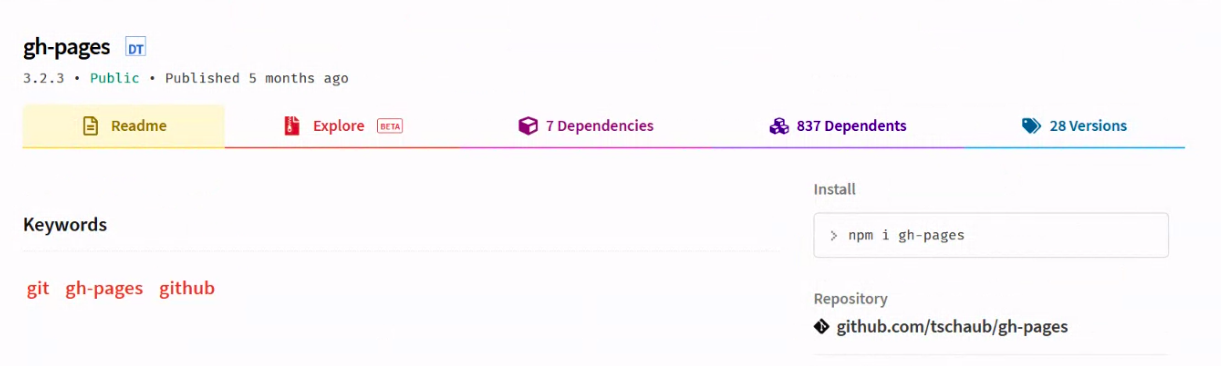 gh-pages DT
3.2.3 • Public • Published 5 months ago
Readme
Explore BETA
7 Dependencies
837 Dependents
28 Versions
Keywords
git gh-pages github
Install
> npm i gh-pages
Repository
github.com/tschaub/gh-pages